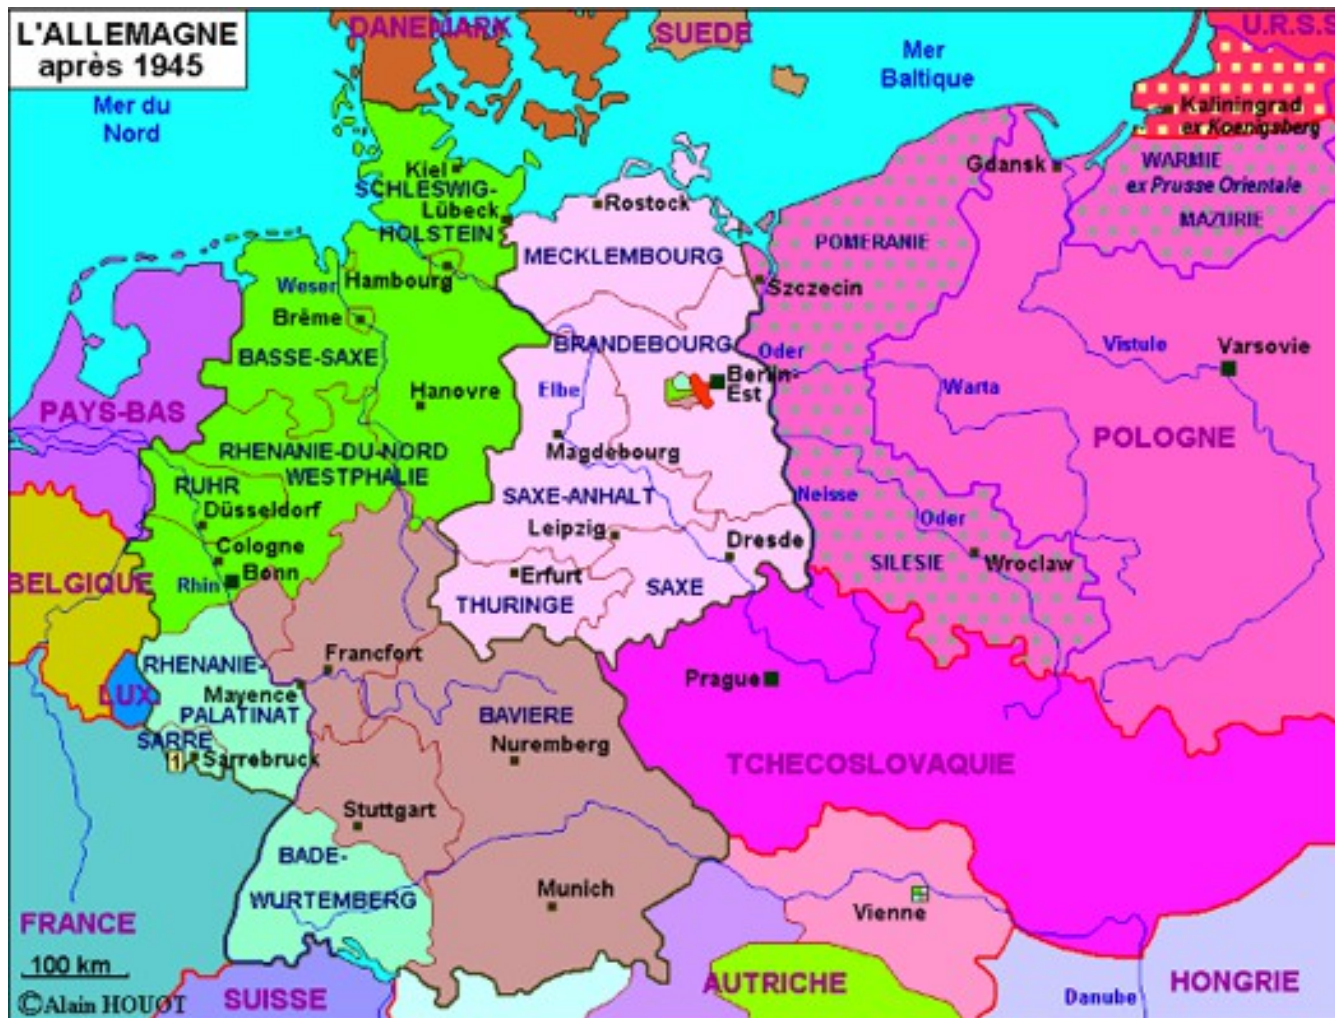 L'ALLEMAGNE
après 1945
DANEMARK
SUEDE
U.R.S.S
Mer du
Nord
Mer
Baltique
Kaliningrad
ex Koenigsberg
Kiel
SCHLESWIG-
Lübeck
HOLSTEIN
Rostock
Gdansk
WARMIE
ex Prusse Orientale
MAZURIE
MECKLEMBOURG
POMERANIE
Weser
Hambourg
Szczecin
Brême
BASSE-SAXE
BRANDEBOURG
Oder
Vistule
Varsovie
Hanovre
Elbe
Berlin-
Est
Warta
PAYS-BAS
RHENANIE-DU-NORD
WESTPHALIE
Magdebourg
POLOGNE
RUHR
Düsseldorf
SAXE-ANHALT
Neisse
Oder
Leipzig
Dresde
Cologne
BELGIQUE
Rhin
Bonn
Erfurt
THURINGE
SAXE
SILESIE
Wroclaw
RHENANIE-
PALATINAT
Francfort
LUX.
Mayence
Prague
BAVIERE
SARRE
1
Sarrebruck
Nuremberg
TCHECOSLOVAQUIE
Stuttgart
BADE-
WURTEMBERG
Munich
Vienne
FRANCE
100 km
©Alain HOUOT
SUISSE
AUTRICHE
Danube
HONGRIE